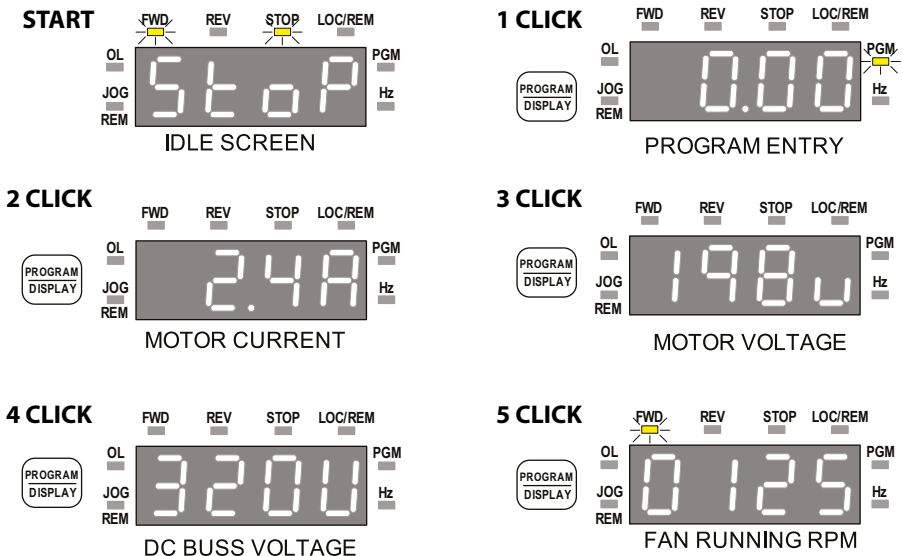 START
FWD REV STOP LOC/REM
OL PGM
StoP
JOG Hz
REM
IDLE SCREEN
1 CLICK
FWD REV STOP LOC/REM
OL PGM
PROGRAM
DISPLAY
0.00
JOG Hz
REM
PROGRAM ENTRY
2 CLICK
FWD REV STOP LOC/REM
OL PGM
PROGRAM
DISPLAY
2.4A
JOG Hz
REM
MOTOR CURRENT
3 CLICK
FWD REV STOP LOC/REM
OL PGM
PROGRAM
DISPLAY
198u
JOG Hz
REM
MOTOR VOLTAGE
4 CLICK
FWD REV STOP LOC/REM
OL PGM
PROGRAM
DISPLAY
320U
JOG Hz
REM
DC BUSS VOLTAGE
5 CLICK
FWD REV STOP LOC/REM
OL PGM
PROGRAM
DISPLAY
0125
JOG Hz
REM
FAN RUNNING RPM